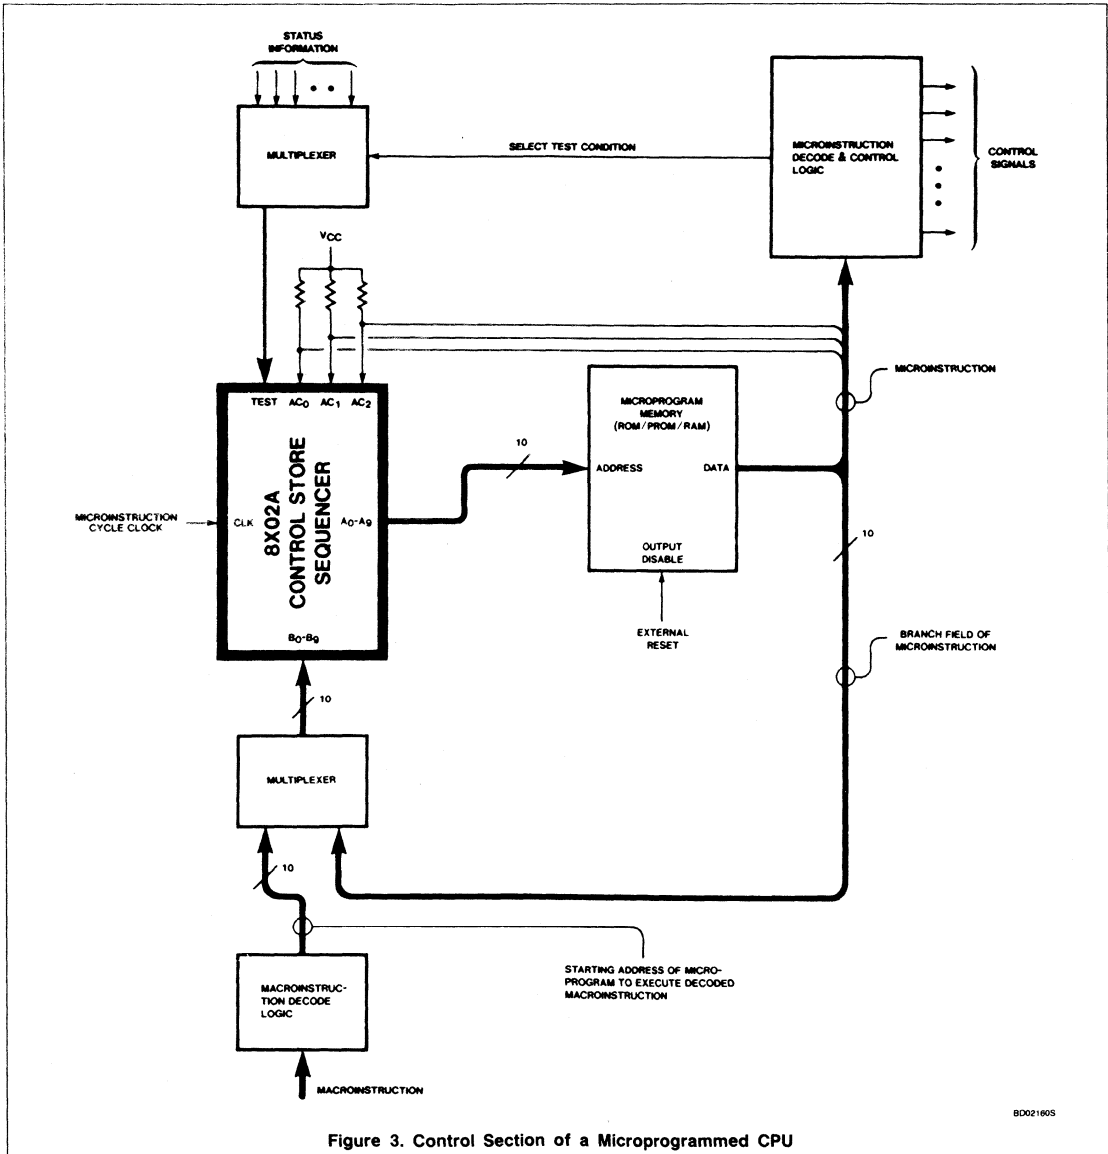 STATUS
INFORMATION
MULTIPLEXER
SELECT TEST CONDITION
MICROINSTRUCTION
DECODE & CONTROL
LOGIC
CONTROL
SIGNALS
VCC
MICROINSTRUCTION
TEST AC0 AC1 AC2
8X02A
CONTROL STORE
SEQUENCER
MICROINSTRUCTION
CYCLE CLOCK
CLK
A0-A9
B0-B9
10
MICROPROGRAM
MEMORY
(ROM/PROM/RAM)
ADDRESS
DATA
OUTPUT
DISABLE
EXTERNAL
RESET
10
BRANCH FIELD OF
MICROINSTRUCTION
10
MULTIPLEXER
10
STARTING ADDRESS OF MICRO-
PROGRAM TO EXECUTE DECODED
MACROINSTRUCTION
MACROINSTRUC-
TION DECODE
LOGIC
MACROINSTRUCTION
BD02160S
Figure 3. Control Section of a Microprogrammed CPU